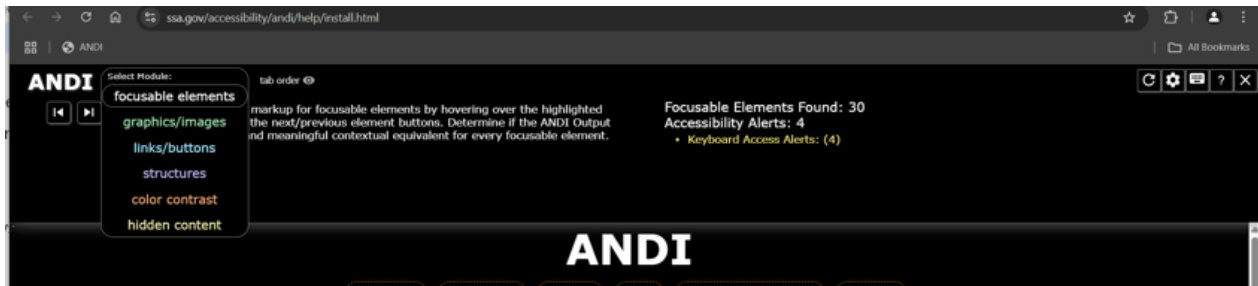 ssa.gov/accessibility/andi/help/install.html
ANDI
All Bookmarks
ANDI
Select Module:
tab order
focusable elements
graphics/images
links/buttons
structures
color contrast
hidden content
markup for focusable elements by hovering over the highlighted
the next/previous element buttons. Determine if the ANDI Output
nd meaningful contextual equivalent for every focusable element.
Focusable Elements Found: 30
Accessibility Alerts: 4
• Keyboard Access Alerts: (4)
?
ANDI